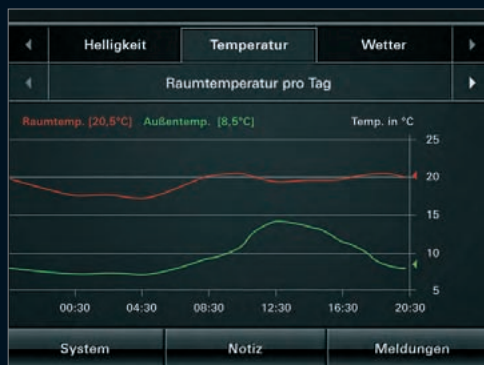 Helligkeit Temperatur Wetter
Raumtemperatur pro Tag
Raumtemp. [20,5°C] Außentemp. [8,5°C] Temp. in °C
25
20
15
10
5
00:30 04:30 08:30 12:30 16:30 20:30
System Notiz Meldungen